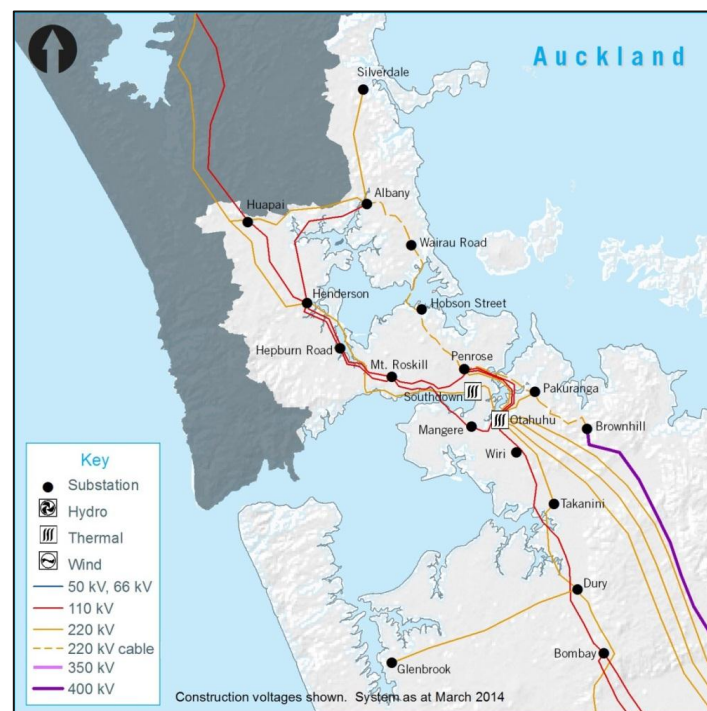 Auckland
Silverdale
Albany
Huapai
Wairau Road
Henderson
Hobson Street
Hepburn Road
Mt. Roskill
Penrose
Pakuranga
Southdown
Otahuhu
Mangere
Brownhill
Wiri
Takanini
Dury
Bombay
Glenbrook
Key
Substation
Hydro
Thermal
Wind
50 kV, 66 kV
110 kV
220 kV
220 kV cable
350 kV
400 kV
Construction voltages shown. System as at March 2014